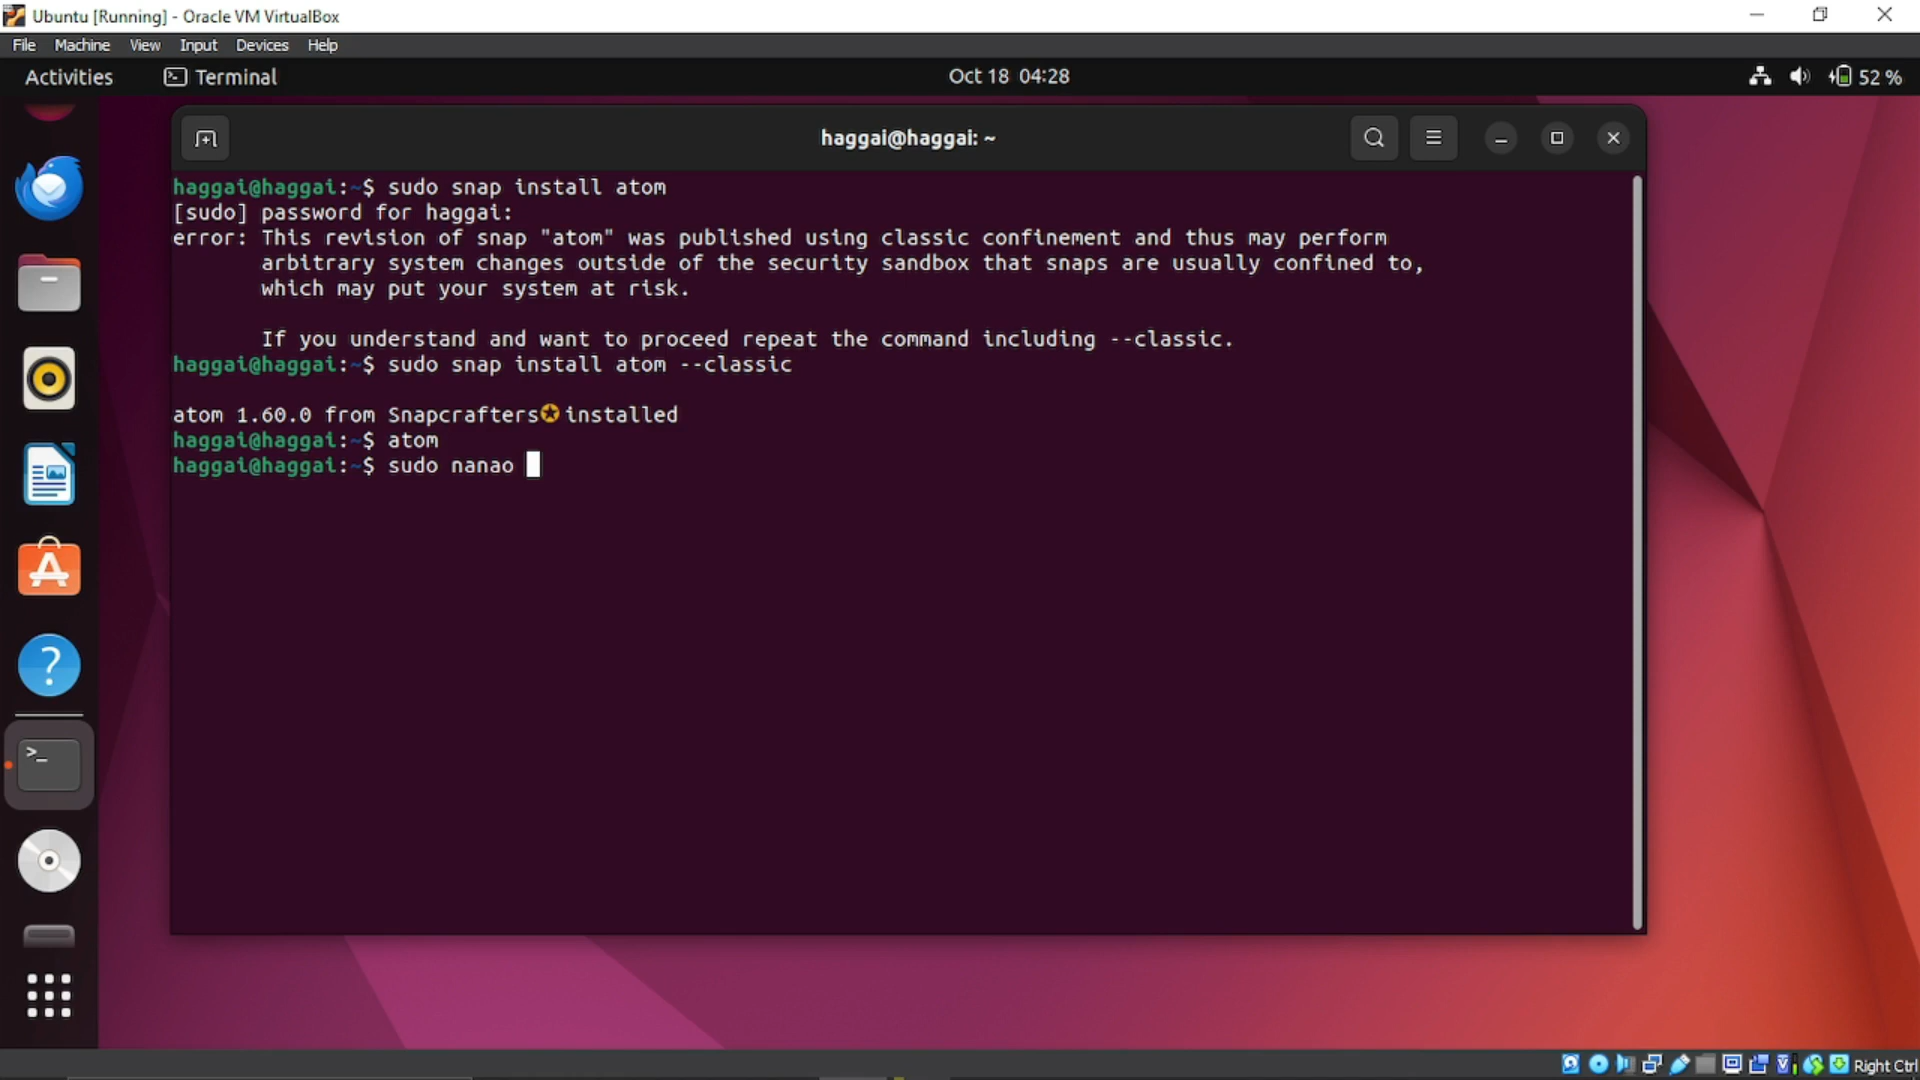 Ubuntu [Running] - Oracle VM VirtualBox
File Machine View Input Devices Help
Activities Terminal Oct 18 04:28 52 %
haggai@haggai: ~
haggai@haggai:~$ sudo snap install atom
[sudo] password for haggai:
error: This revision of snap "atom" was published using classic confinement and thus may perform
arbitrary system changes outside of the security sandbox that snaps are usually confined to,
which may put your system at risk.
If you understand and want to proceed repeat the command including --classic.
haggai@haggai:~$ sudo snap install atom --classic
atom 1.60.0 from Snapcrafters✪ installed
haggai@haggai:~$ atom
haggai@haggai:~$ sudo nanao
Right Ctrl